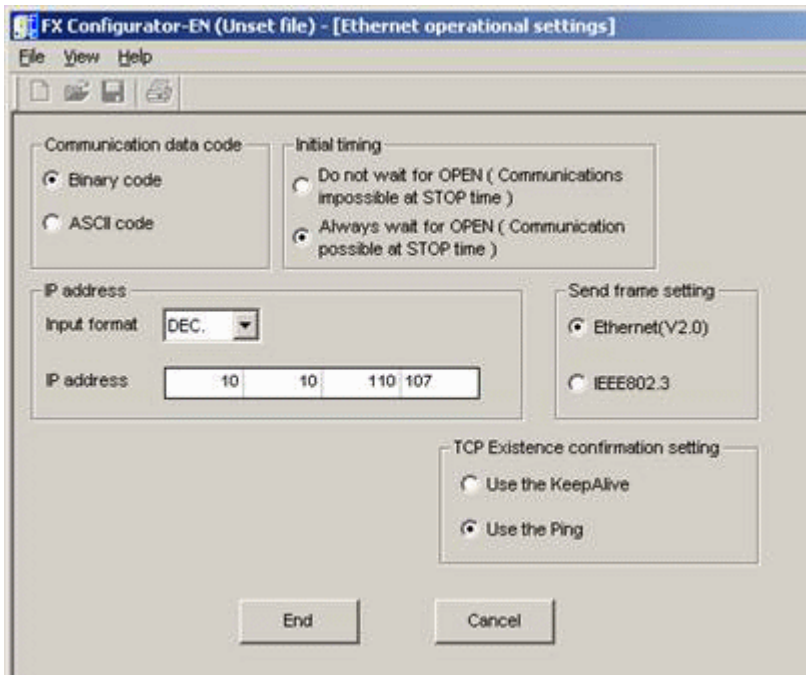 FX Configurator-EN (Unset file) - [Ethernet operational settings]
File View Help
Communication data code
Binary code
ASCII code
Initial timing
Do not wait for OPEN ( Communications
impossible at STOP time )
Always wait for OPEN ( Communication
possible at STOP time )
IP address
Input format DEC.
IP address 10 10 110 107
Send frame setting
Ethernet(V2.0)
IEEE802.3
TCP Existence confirmation setting
Use the KeepAlive
Use the Ping
End Cancel